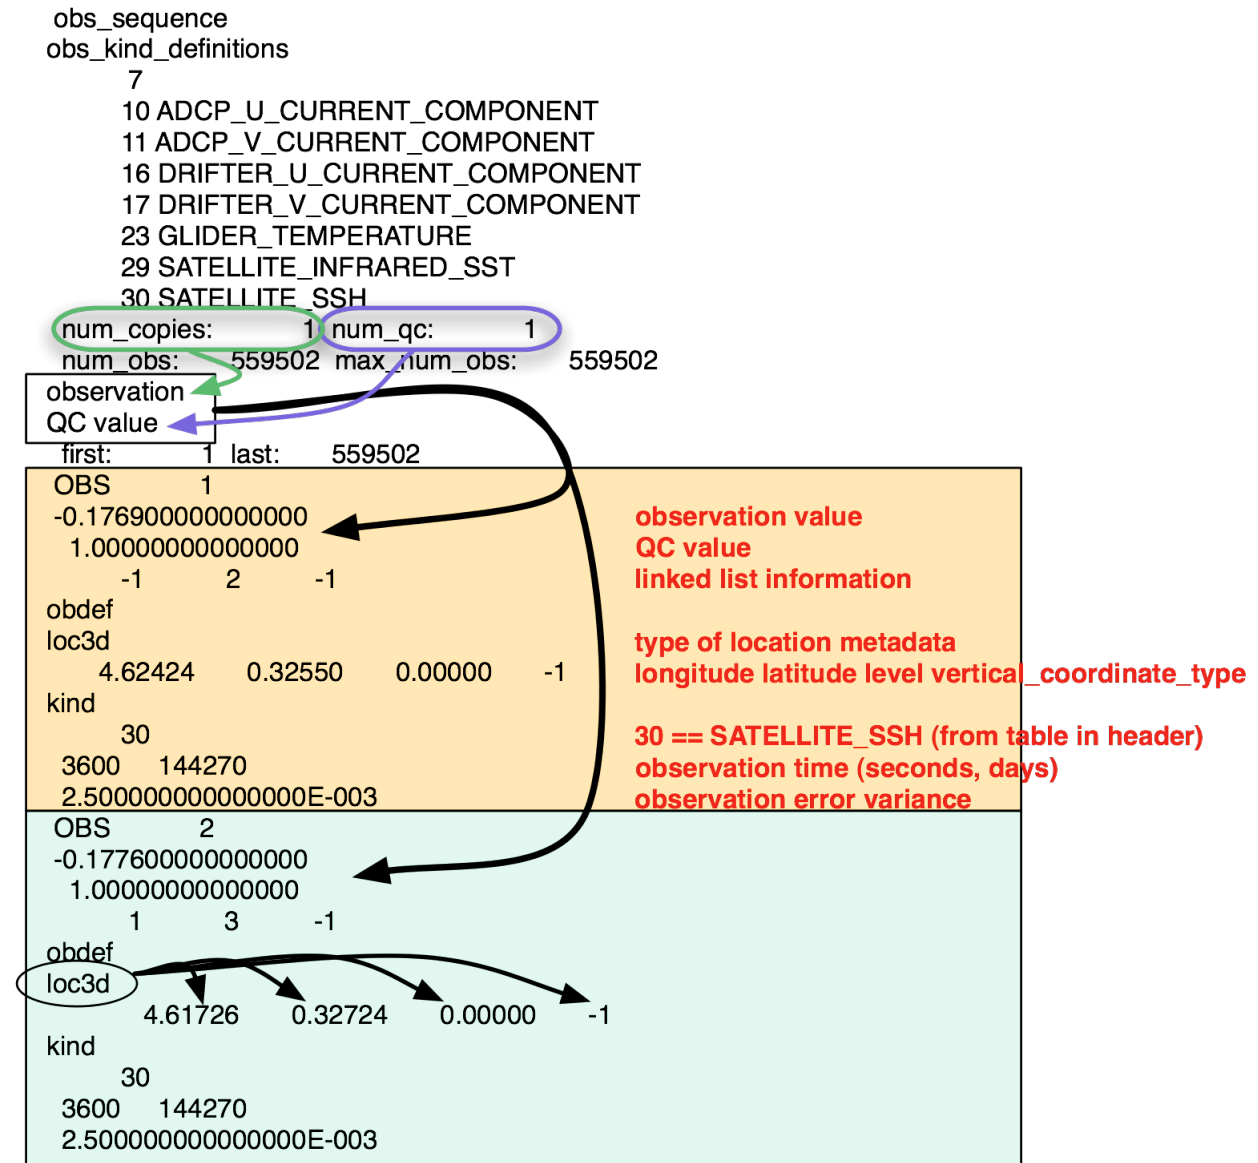 obs_sequence
obs_kind_definitions
7
10 ADCP_U_CURRENT_COMPONENT
11 ADCP_V_CURRENT_COMPONENT
16 DRIFTER_U_CURRENT_COMPONENT
17 DRIFTER_V_CURRENT_COMPONENT
23 GLIDER_TEMPERATURE
29 SATELLITE_INFRARED_SST
30 SATELLITE_SSH
num_copies: 1 num_qc: 1
num_obs: 559502 max_num_obs: 559502
observation
QC value
first: 1 last: 559502
OBS 1
-0.176900000000000 observation value
1.00000000000000 QC value
-1 2 -1 linked list information
obdef
loc3d type of location metadata
4.62424 0.32550 0.00000 -1 longitude latitude level vertical_coordinate_type
kind
30 30 == SATELLITE_SSH (from table in header)
3600 144270 observation time (seconds, days)
2.500000000000000E-003 observation error variance
OBS 2
-0.177600000000000
1.00000000000000
1 3 -1
obdef
loc3d
4.61726 0.32724 0.00000 -1
kind
30
3600 144270
2.500000000000000E-003